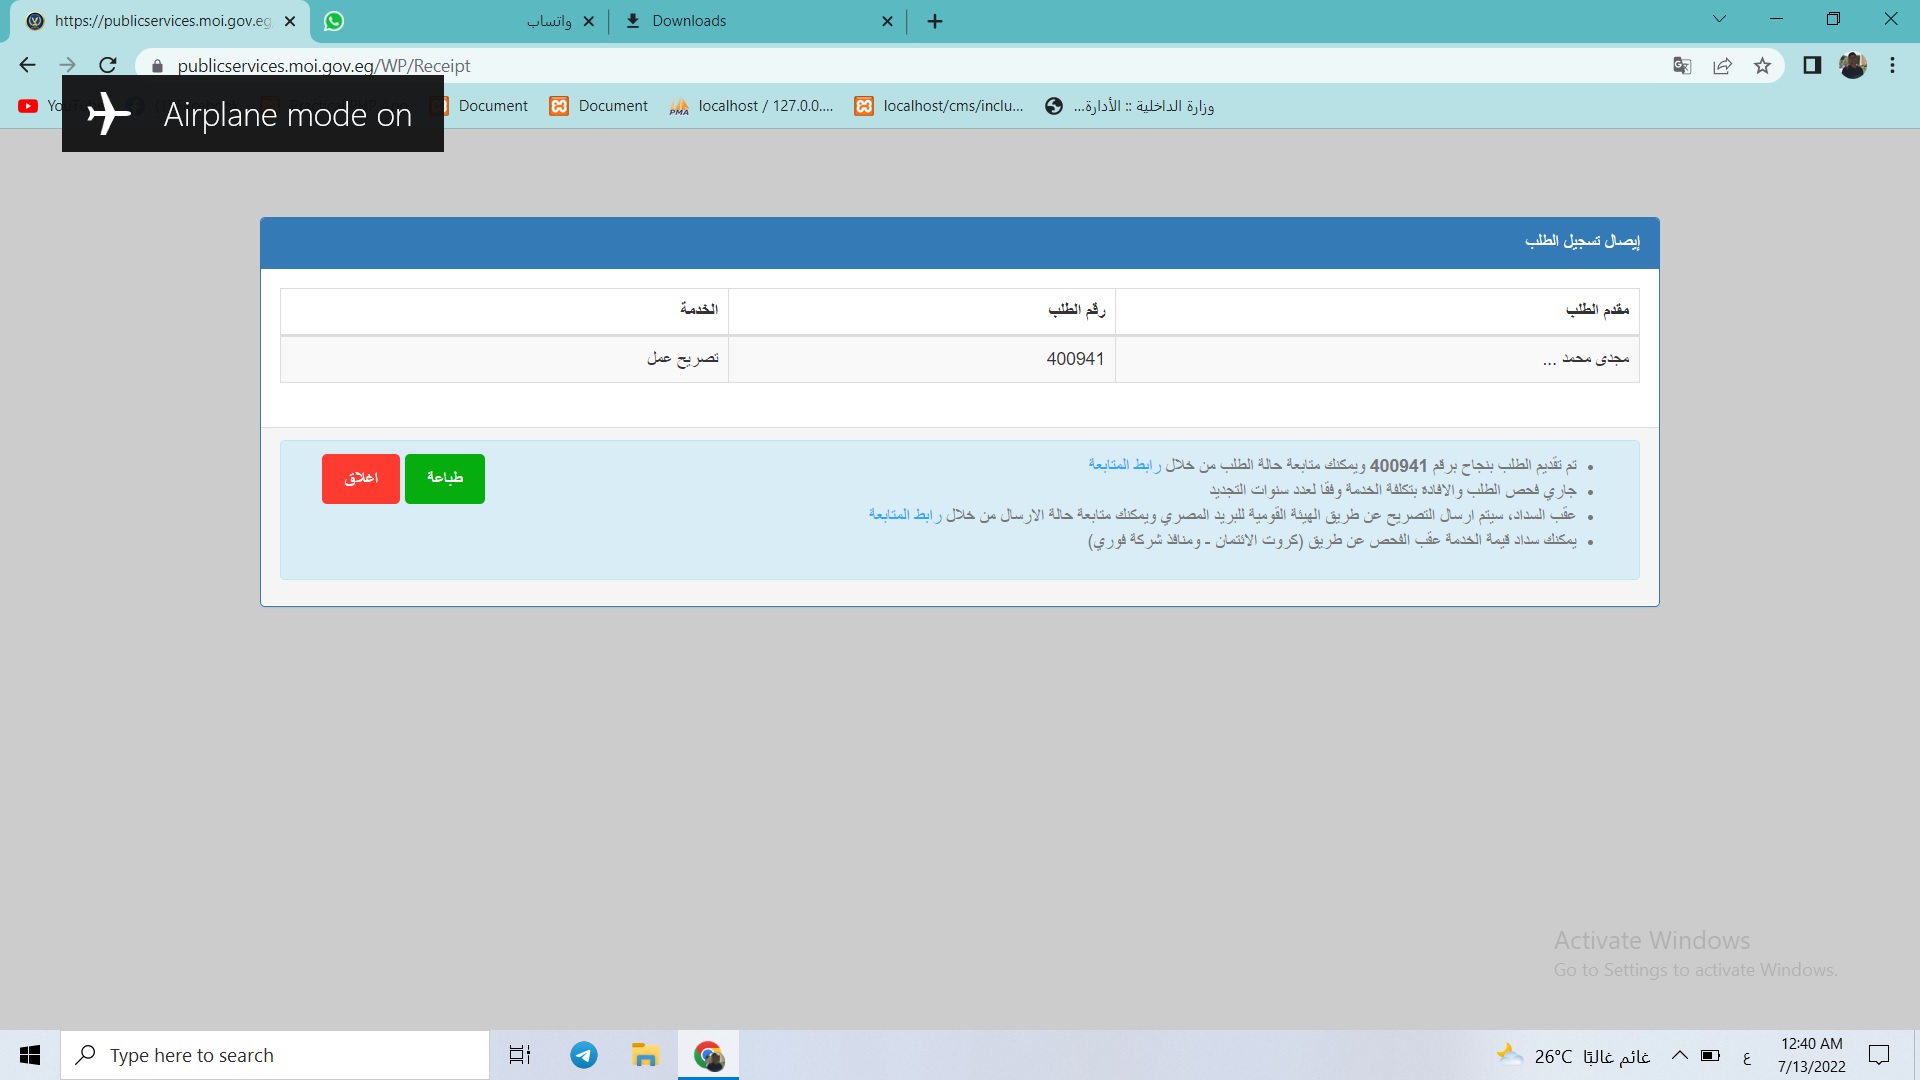 https://publicservices.moi.gov.eg
واتساب
Downloads
publicservices.moi.gov.eg/WP/Receipt
Airplane mode on
Document
Document
localhost / 127.0.0....
localhost/cms/inclu...
وزارة الداخلية :: الأدارة...
إيصال تسجيل الطلب
مقدم الطلب
رقم الطلب
الخدمة
مجدى محمد ...
400941
تصريح عمل
تم تقديم الطلب بنجاح برقم 400941 ويمكنك متابعة حالة الطلب من خلال رابط المتابعة
جاري فحص الطلب والافادة بتكلفة الخدمة وفقا لعدد سنوات التجديد
عقب السداد، سيتم ارسال التصريح عن طريق الهيئة القومية للبريد المصري ويمكنك متابعة حالة الارسال من خلال رابط المتابعة
يمكنك سداد قيمة الخدمة عقب الفحص عن طريق (كروت الائتمان - ومنافذ شركة فوري)
طباعة
اغلاق
Activate Windows
Go to Settings to activate Windows.
Type here to search
26°C غائم غالبًا
ع
12:40 AM
7/13/2022